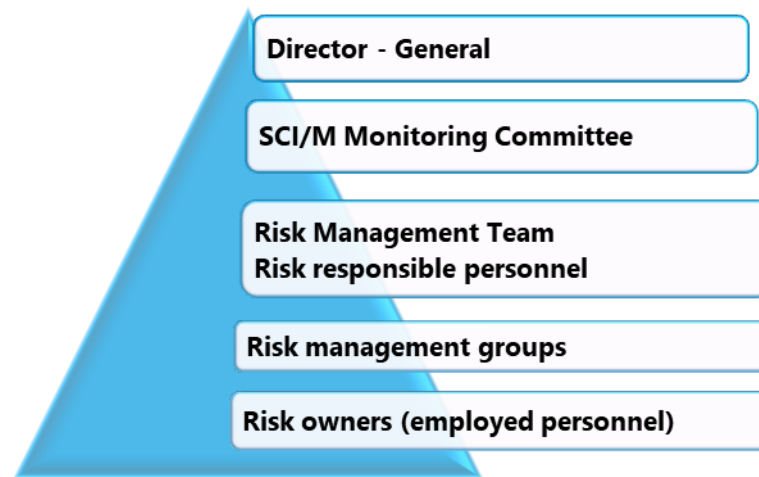 Director - General
SCI/M Monitoring Committee
Risk Management Team
Risk responsible personnel
Risk management groups
Risk owners (employed personnel)